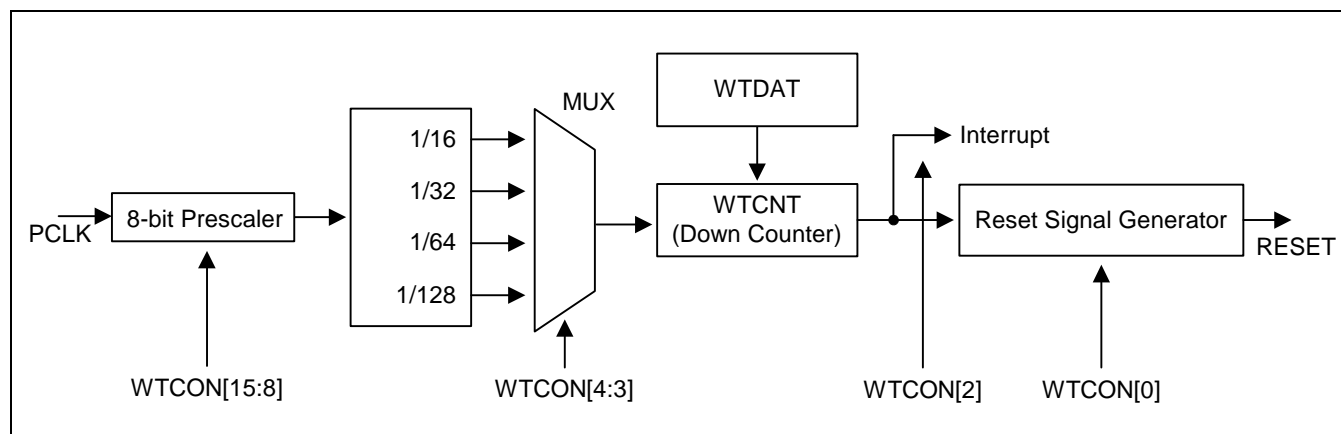 PCLK
8-bit Prescaler
1/16
1/32
1/64
1/128
MUX
WTDAT
WTCNT
(Down Counter)
Interrupt
Reset Signal Generator
RESET
WTCON[15:8]
WTCON[4:3]
WTCON[2]
WTCON[0]